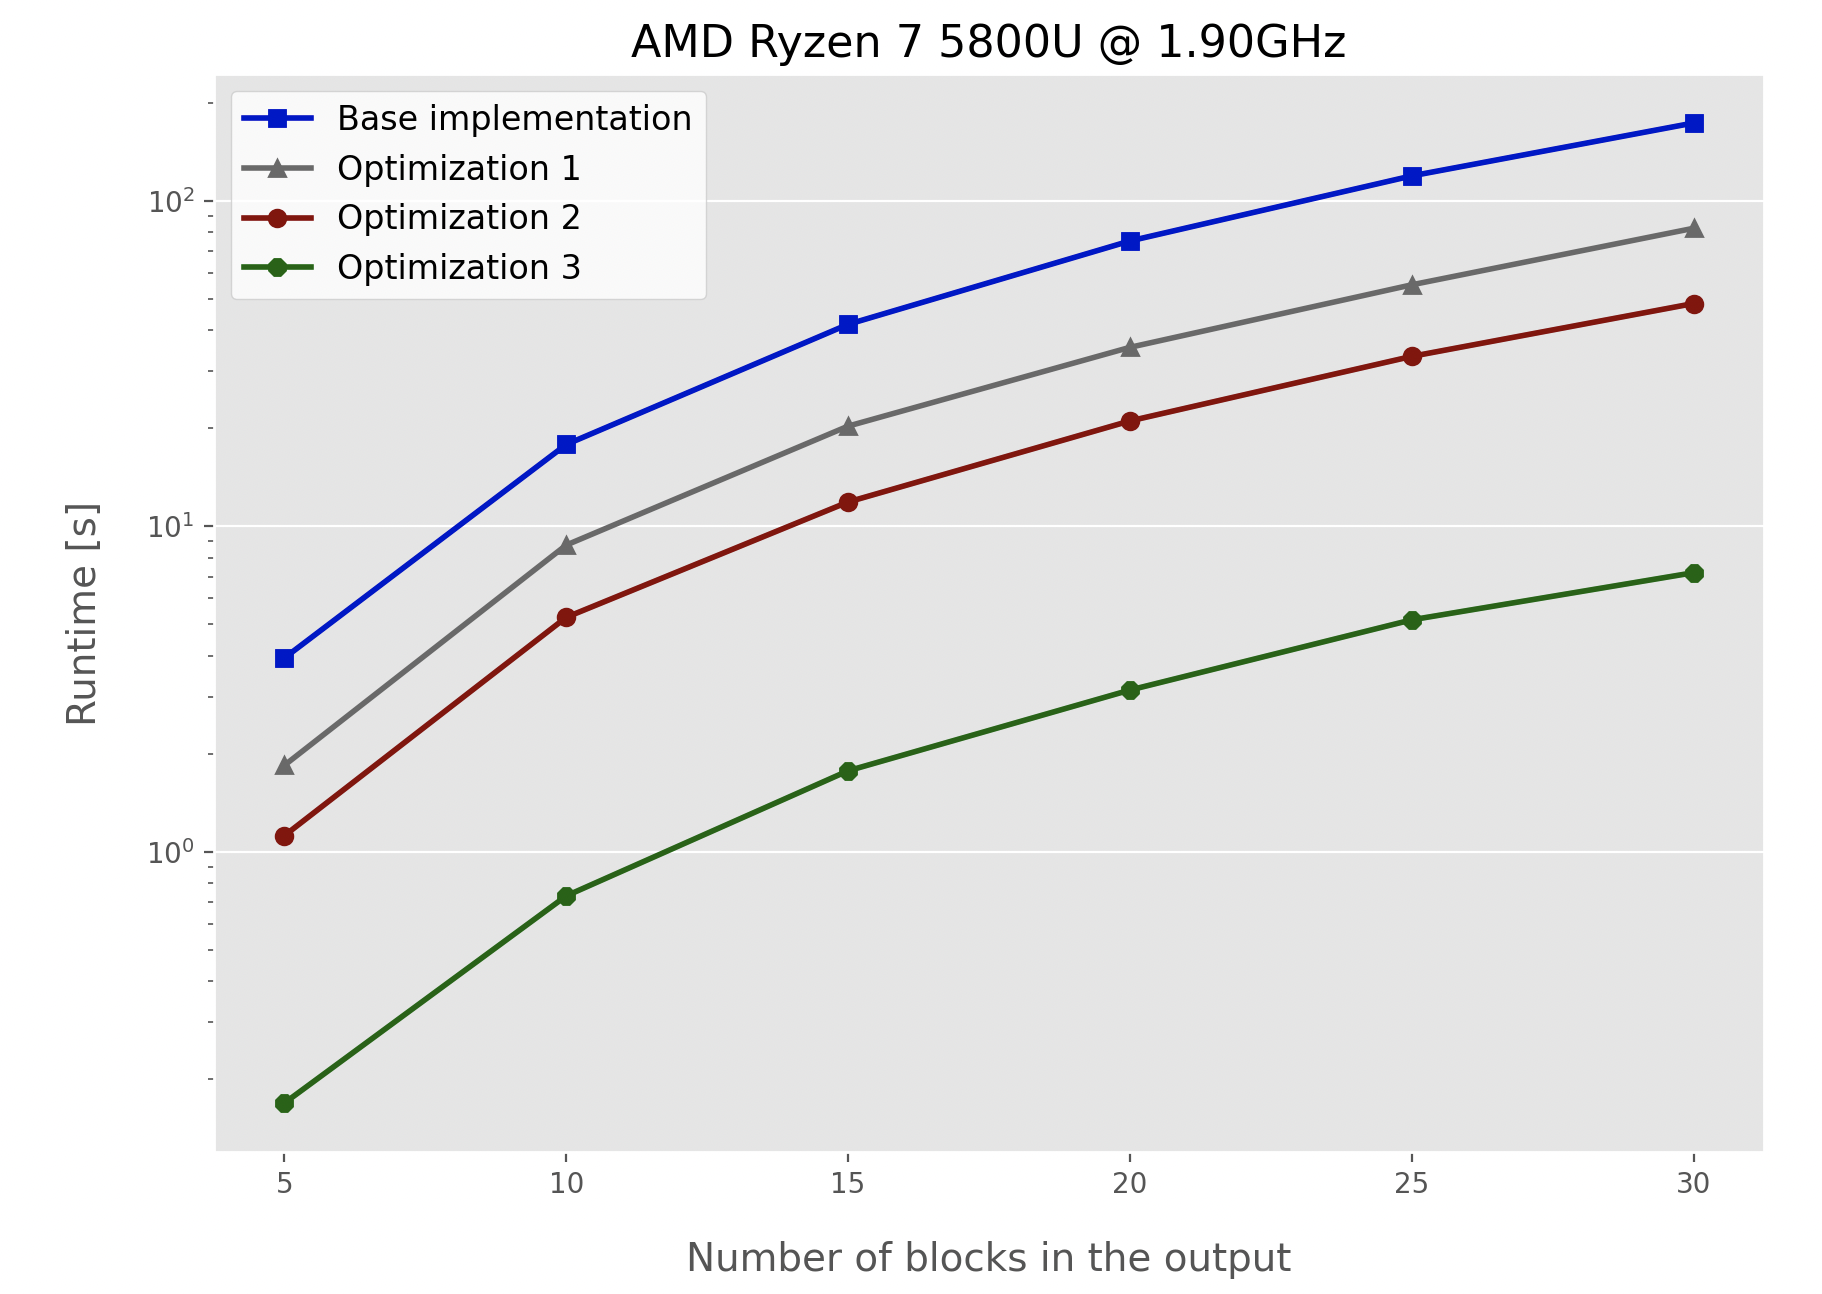 AMD Ryzen 7 5800U @ 1.90GHz
Base implementation
Optimization 1
Optimization 2
Optimization 3
10²
10¹
10⁰
Runtime [s]
5 10 15 20 25 30
Number of blocks in the output